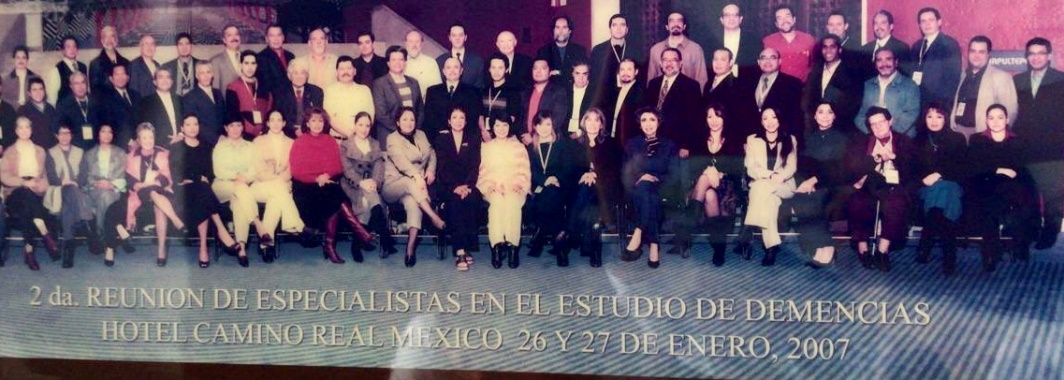 2 da. REUNION DE ESPECIALISTAS EN EL ESTUDIO DE DEMENCIAS
HOTEL CAMINO REAL MEXICO 26 Y 27 DE ENERO, 2007